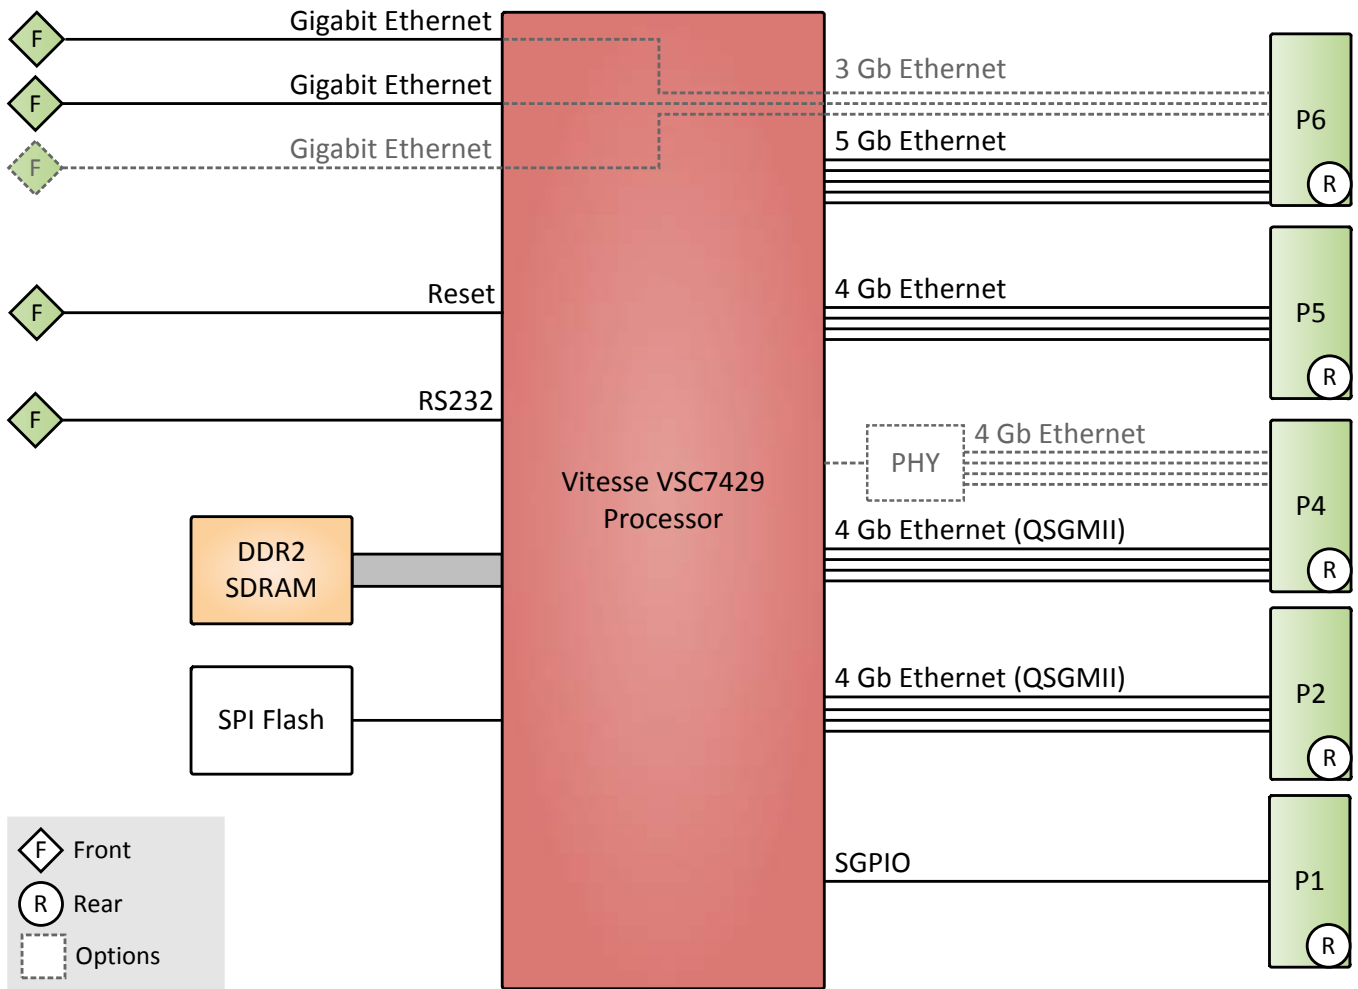 Gigabit Ethernet
F
Gigabit Ethernet
F
Gigabit Ethernet
F
Reset
F
RS232
F
DDR2
SDRAM
SPI Flash
Vitesse VSC7429
Processor
3 Gb Ethernet
5 Gb Ethernet
P6
R
4 Gb Ethernet
P5
R
PHY
4 Gb Ethernet
4 Gb Ethernet (QSGMII)
P4
R
4 Gb Ethernet (QSGMII)
P2
R
SGPIO
P1
R
F Front
R Rear
Options